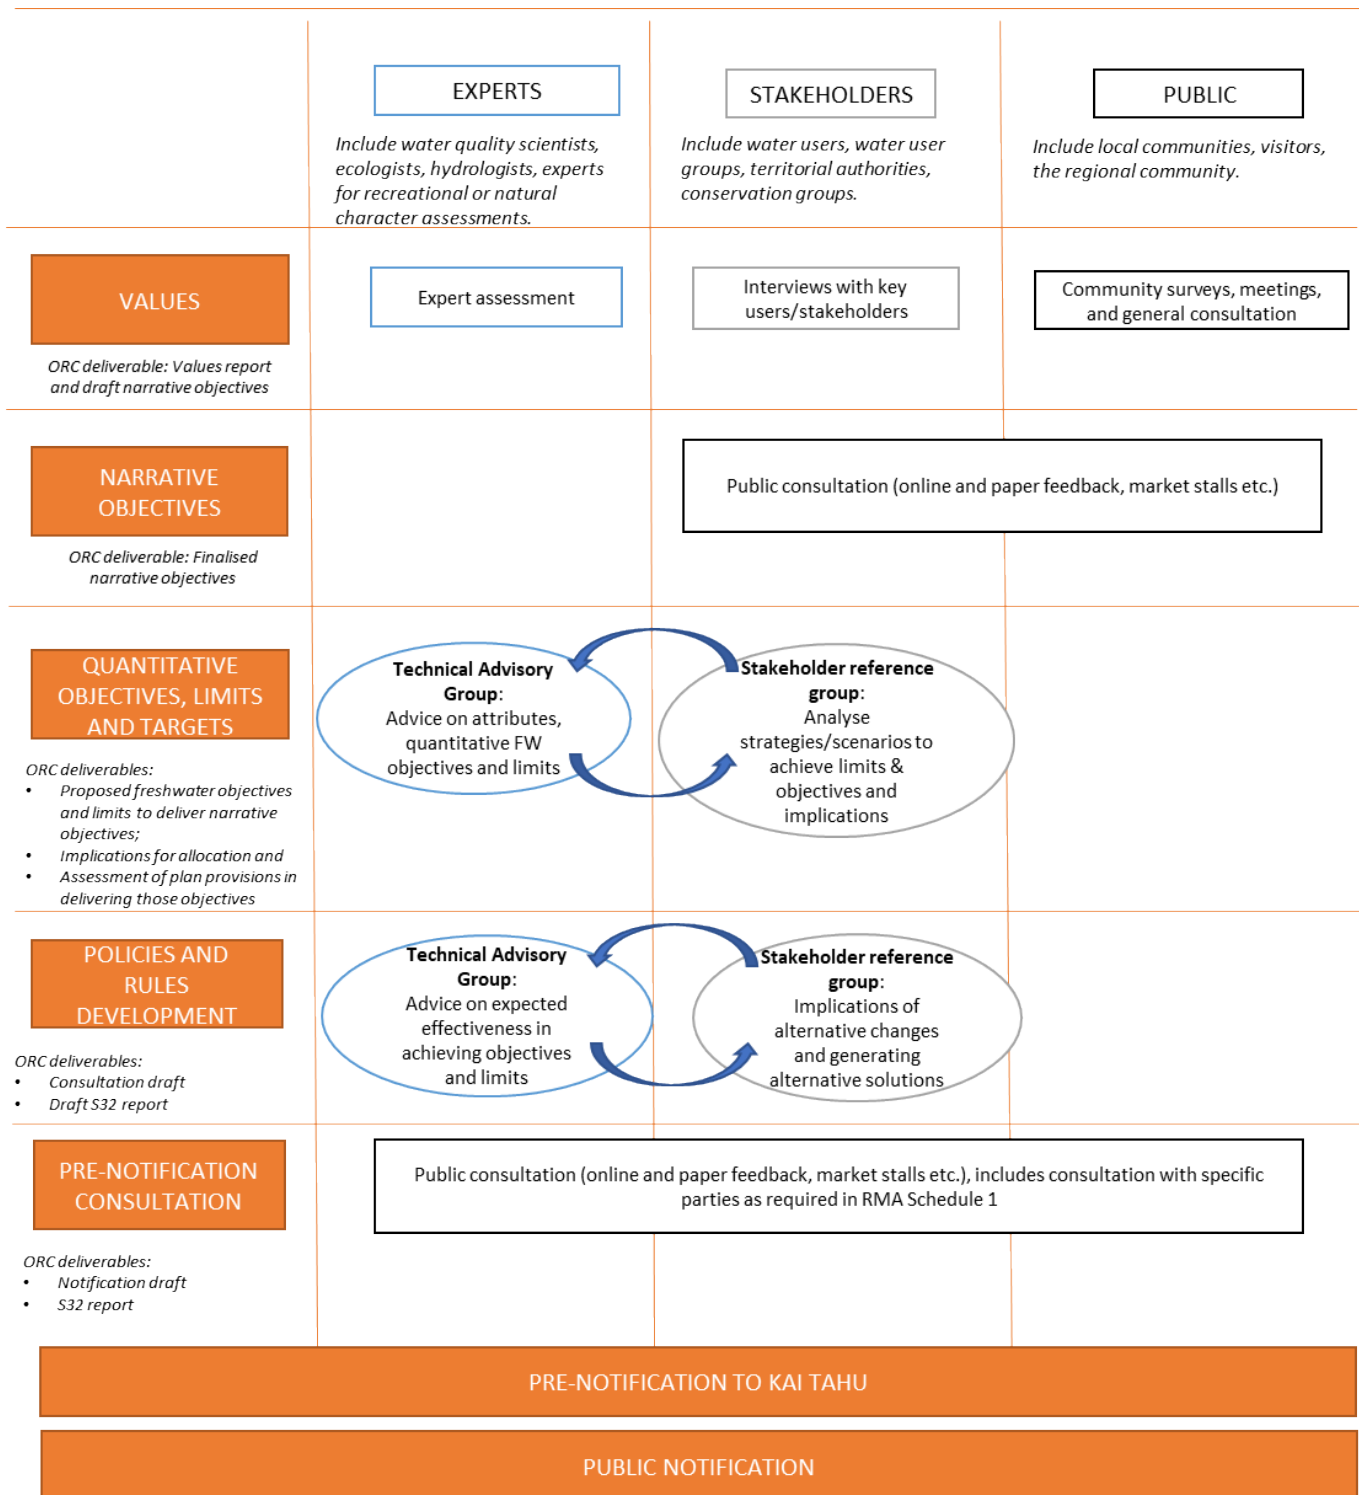 EXPERTS
Include water quality scientists,
ecologists, hydrologists, experts
for recreational or natural
character assessments.
STAKEHOLDERS
Include water users, water user
groups, territorial authorities,
conservation groups.
PUBLIC
Include local communities, visitors,
the regional community.
VALUES
ORC deliverable: Values report
and draft narrative objectives
Expert assessment
Interviews with key
users/stakeholders
Community surveys, meetings,
and general consultation
NARRATIVE
OBJECTIVES
ORC deliverable: Finalised
narrative objectives
Public consultation (online and paper feedback, market stalls etc.)
QUANTITATIVE
OBJECTIVES, LIMITS
AND TARGETS
ORC deliverables:
• Proposed freshwater objectives
and limits to deliver narrative
objectives;
• Implications for allocation and
• Assessment of plan provisions in
delivering those objectives
Technical Advisory
Group:
Advice on attributes,
quantitative FW
objectives and limits
Stakeholder reference
group:
Analyse
strategies/scenarios to
achieve limits &
objectives and
implications
POLICIES AND
RULES
DEVELOPMENT
ORC deliverables:
• Consultation draft
• Draft S32 report
Technical Advisory
Group:
Advice on expected
effectiveness in
achieving objectives
and limits
Stakeholder reference
group:
Implications of
alternative changes
and generating
alternative solutions
PRE-NOTIFICATION
CONSULTATION
ORC deliverables:
• Notification draft
• S32 report
Public consultation (online and paper feedback, market stalls etc.), includes consultation with specific
parties as required in RMA Schedule 1
PRE-NOTIFICATION TO KAI TAHU
PUBLIC NOTIFICATION